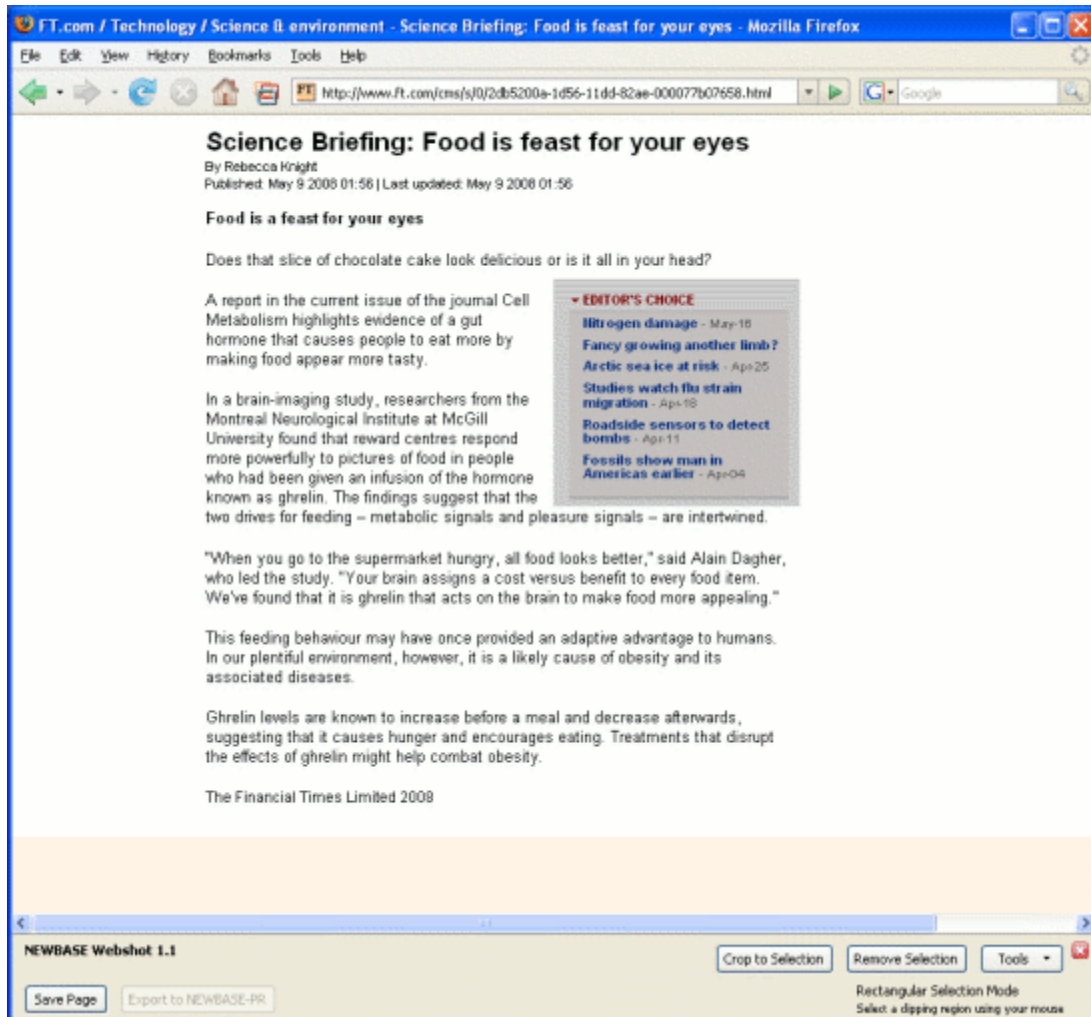 FT.com / Technology / Science & environment - Science Briefing: Food is feast for your eyes - Mozilla Firefox
File Edit View History Bookmarks Tools Help
http://www.ft.com/cms/s/0/2db5200a-1d56-11dd-82ae-000077b07658.html
Google
Science Briefing: Food is feast for your eyes
By Rebecca Knight
Published: May 9 2008 01:56 | Last updated: May 9 2008 01:56
Food is a feast for your eyes
Does that slice of chocolate cake look delicious or is it all in your head?
A report in the current issue of the journal Cell
Metabolism highlights evidence of a gut
hormone that causes people to eat more by
making food appear more tasty.
In a brain-imaging study, researchers from the
Montreal Neurological Institute at McGill
University found that reward centres respond
more powerfully to pictures of food in people
who had been given an infusion of the hormone
known as ghrelin. The findings suggest that the
two drives for feeding – metabolic signals and pleasure signals – are intertwined.
EDITOR'S CHOICE
Nitrogen damage - May-16
Fancy growing another limb?
Arctic sea ice at risk - Apr-25
Studies watch flu strain
migration - Apr-18
Roadside sensors to detect
bombs - Apr-11
Fossils show man in
Americas earlier - Apr-04
"When you go to the supermarket hungry, all food looks better," said Alain Dagher,
who led the study. "Your brain assigns a cost versus benefit to every food item.
We've found that it is ghrelin that acts on the brain to make food more appealing."
This feeding behaviour may have once provided an adaptive advantage to humans.
In our plentiful environment, however, it is a likely cause of obesity and its
associated diseases.
Ghrelin levels are known to increase before a meal and decrease afterwards,
suggesting that it causes hunger and encourages eating. Treatments that disrupt
the effects of ghrelin might help combat obesity.
The Financial Times Limited 2008
NEWBASE Webshot 1.1
Crop to Selection Remove Selection Tools
Save Page Export to NEWBASE-PR
Rectangular Selection Mode
Select a clipping region using your mouse